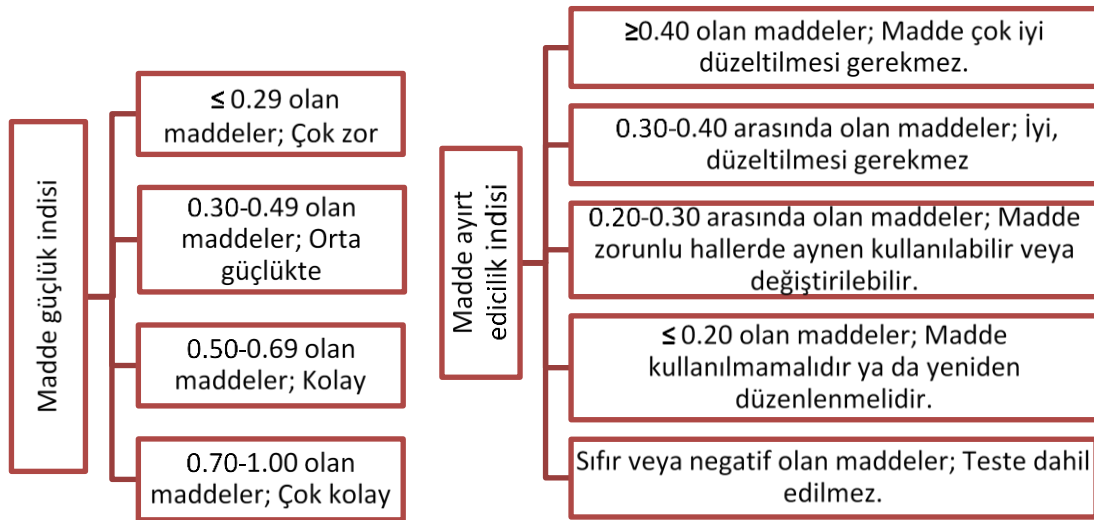 Madde güçlük indisi
≤ 0.29 olan
maddeler; Çok zor
0.30-0.49 olan
maddeler; Orta
güçlükte
0.50-0.69 olan
maddeler; Kolay
0.70-1.00 olan
maddeler; Çok kolay
Madde ayırt
edicilik indisi
≥0.40 olan maddeler; Madde çok iyi
düzeltilmesi gerekmez.
0.30-0.40 arasında olan maddeler; İyi,
düzeltilmesi gerekmez
0.20-0.30 arasında olan maddeler; Madde
zorunlu hallerde aynen kullanılabilir veya
değiştirilebilir.
≤ 0.20 olan maddeler; Madde
kullanılmamalıdır ya da yeniden
düzenlenmelidir.
Sıfır veya negatif olan maddeler; Teste dahil
edilmez.